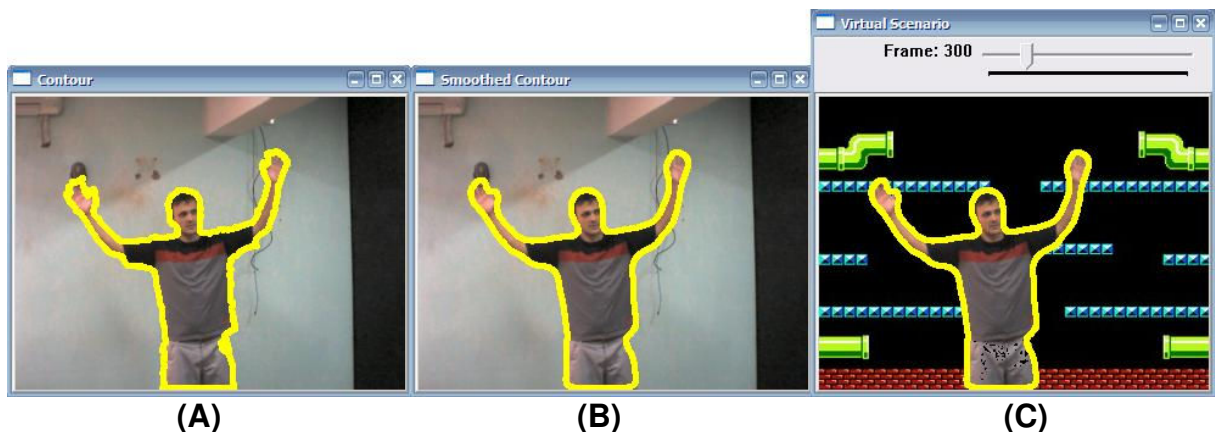 Contour
Smoothed Contour
Virtual Scenario
Frame: 300
(A)
(B)
(C)